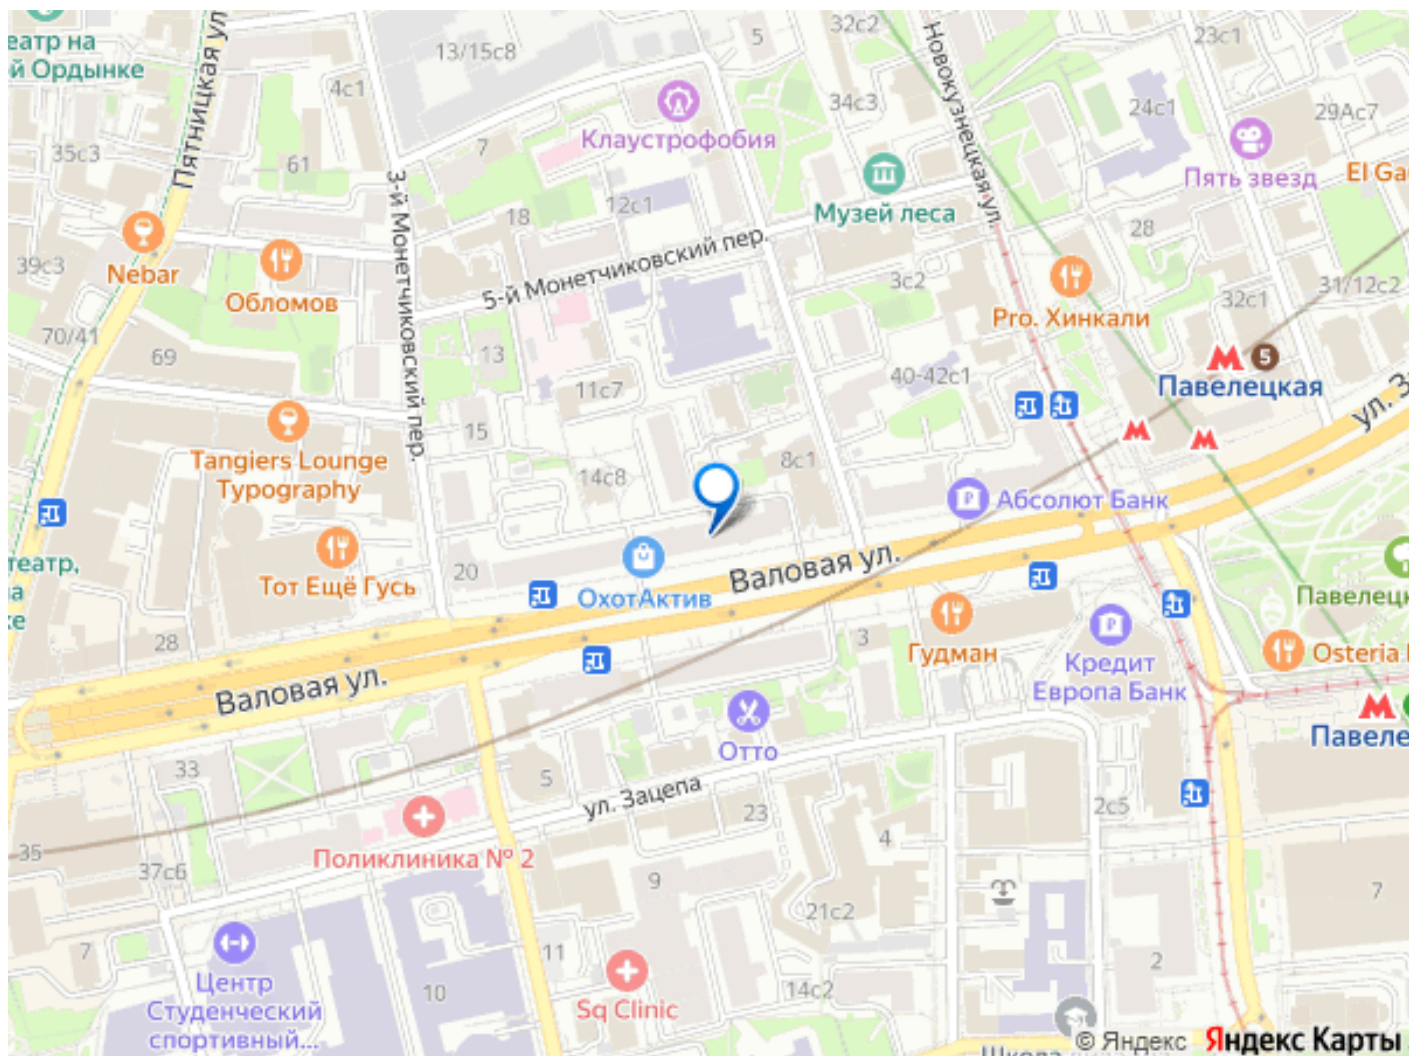 еатр на
й Ордынке
Пятницкая ул
13/15с8
5
32с2
Новокузнецкая ул.
23с1
4с1
34с3
24с1
29Ас7
35с3
61
7
Клаустрофобия
Пять звезд
El Ga
3-й Монетчиковский пер.
18
12с1
Музей леса
28
39с3
Nebar
Обломов
5-й Монетчиковский пер.
3с2
Pro. Хинкали
32с1
31/12с2
70/41
69
13
11с7
40-42с1
5
Павелецкая
ул. З
Tangiers Lounge
Typography
15
14с8
8с1
Абсолют Банк
театр,
на
ке
Тот Ещё Гусь
20
ОхотАктив
Валовая ул.
Павелецк
28
3
Гудман
Кредит
Европа Банк
Osteria
Валовая ул.
Отто
Павеле
33
5
ул. Зацепа
23
2с5
4
35
Поликлиника № 2
37с6
9
7
21с2
7
11
2
Центр
Студенческий
спортивный...
10
Sq Clinic
14с2
Школа
© Яндекс Яндекс Карты